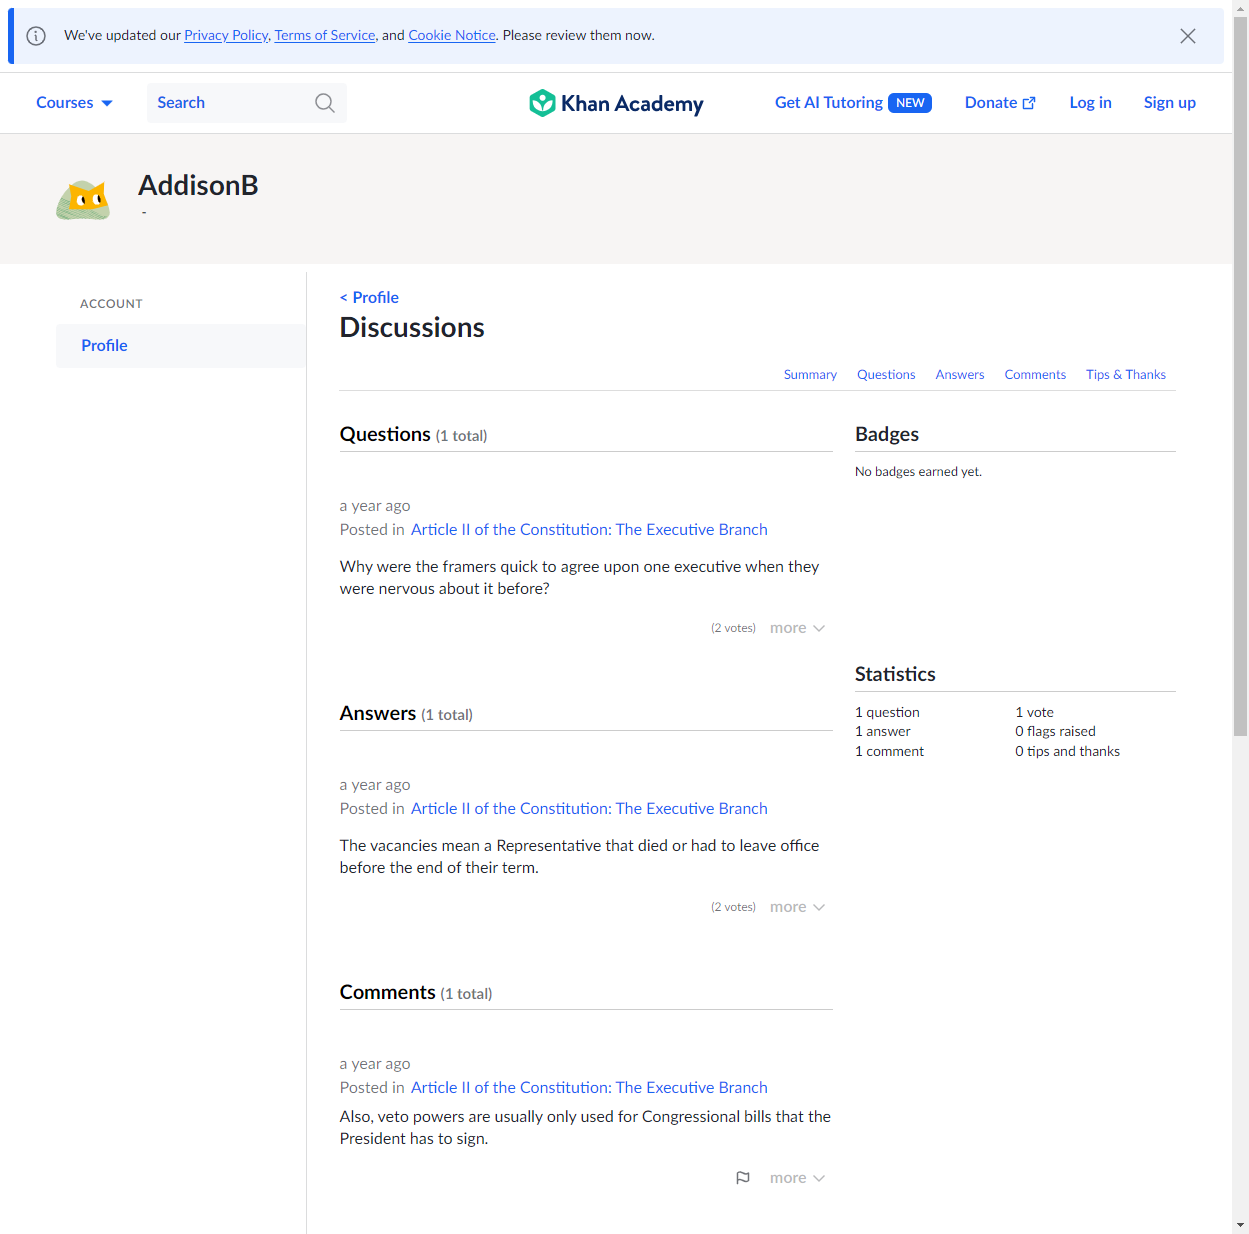 We've updated our Privacy Policy, Terms of Service, and Cookie Notice. Please review them now.
Courses
Search
Khan Academy
Get AI Tutoring NEW
Donate
Log in
Sign up
AddisonB
-
ACCOUNT
Profile
< Profile
Discussions
Summary Questions Answers Comments Tips & Thanks
Questions (1 total)
a year ago
Posted in Article II of the Constitution: The Executive Branch
Why were the framers quick to agree upon one executive when they
were nervous about it before?
(2 votes) more
Answers (1 total)
a year ago
Posted in Article II of the Constitution: The Executive Branch
The vacancies mean a Representative that died or had to leave office
before the end of their term.
(2 votes) more
Comments (1 total)
a year ago
Posted in Article II of the Constitution: The Executive Branch
Also, veto powers are usually only used for Congressional bills that the
President has to sign.
more
Badges
No badges earned yet.
Statistics
1 question 1 vote
1 answer 0 flags raised
1 comment 0 tips and thanks